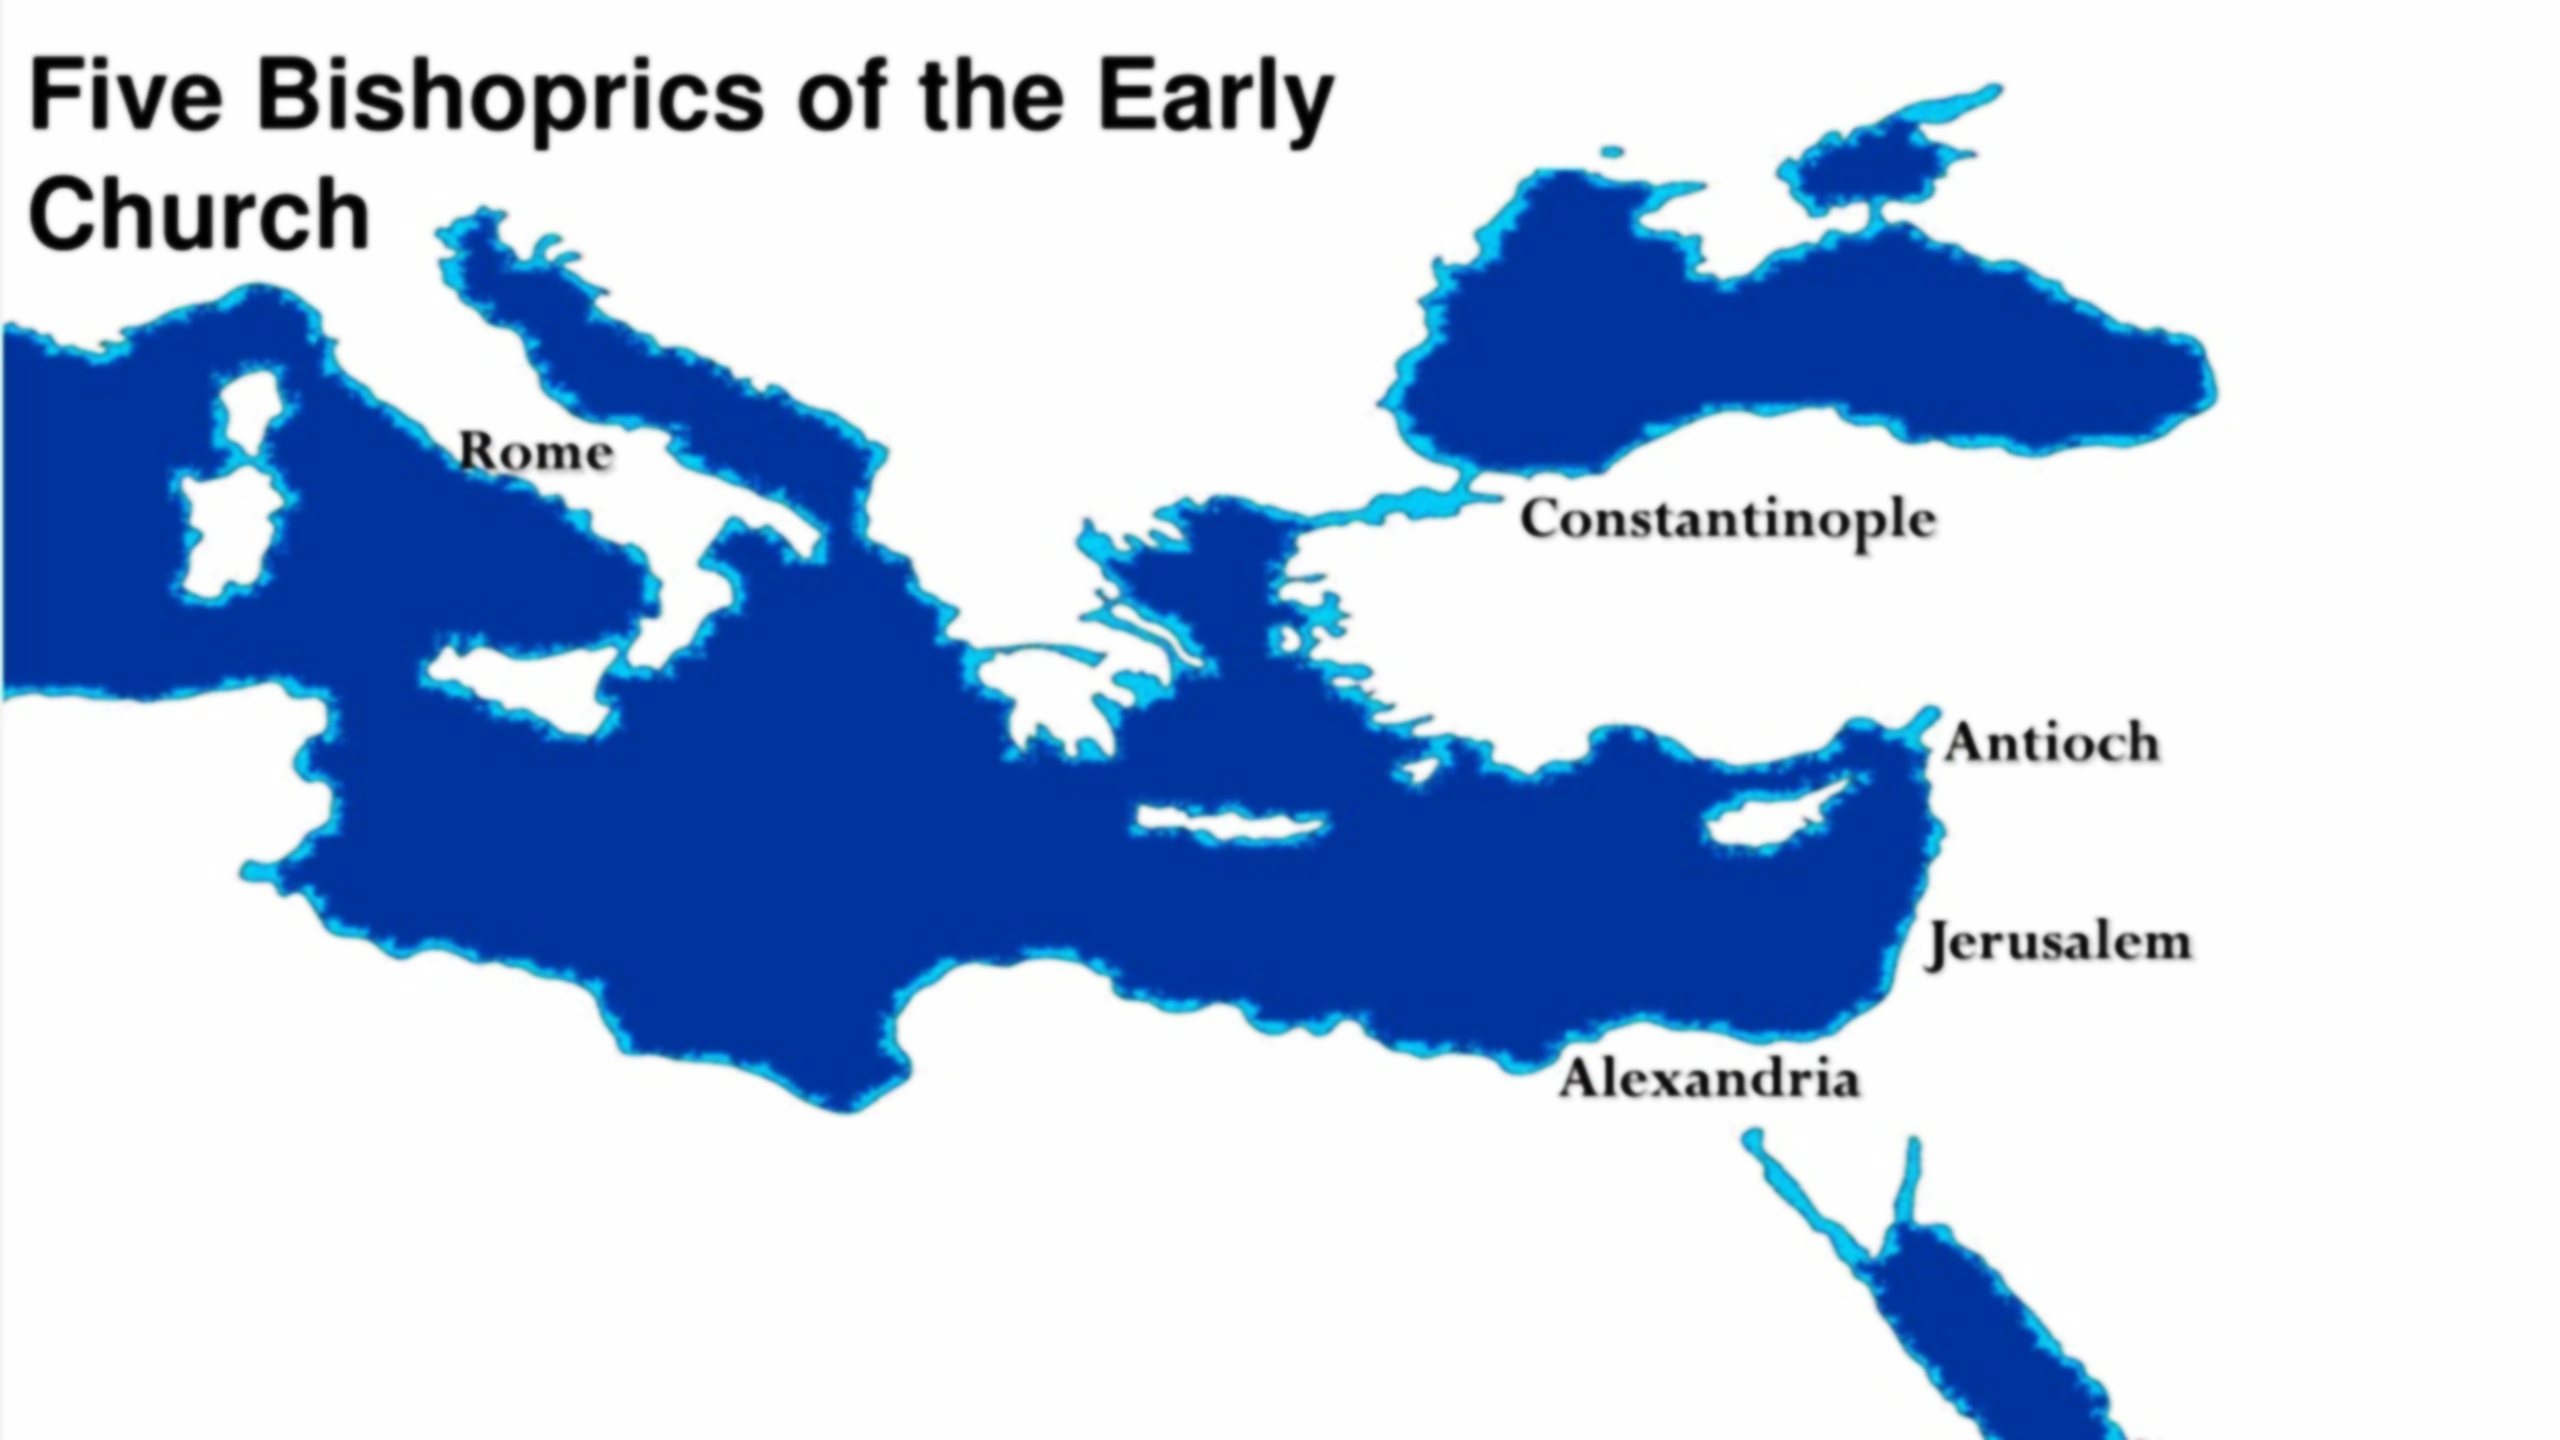 Five Bishoprics of the Early
Church
Rome
Constantinople
Antioch
Jerusalem
Alexandria